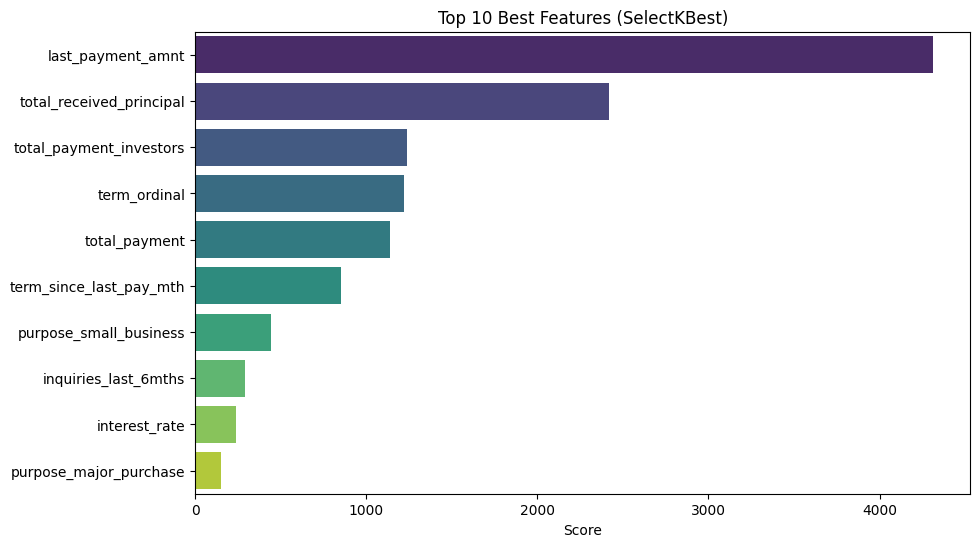 Top 10 Best Features (SelectKBest)
last_payment_amnt
total_received_principal
total_payment_investors
term_ordinal
total_payment
term_since_last_pay_mth
purpose_small_business
inquiries_last_6mths
interest_rate
purpose_major_purchase
0 1000 2000 3000 4000
Score